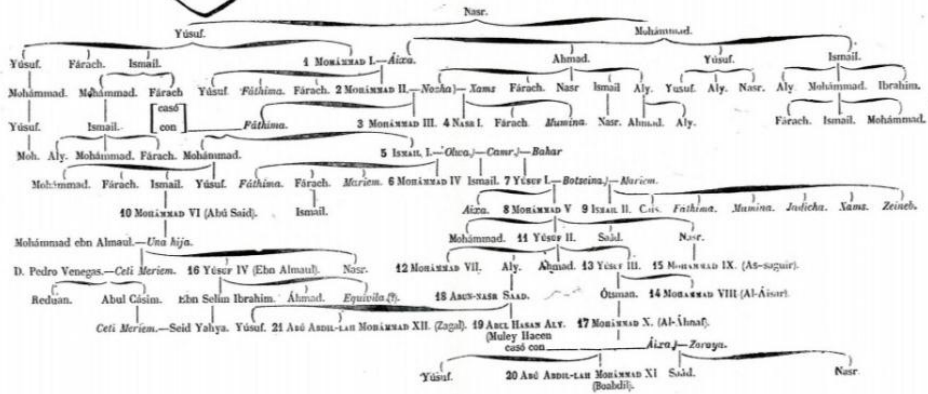 Nasr.
Yúsuf. Mohámmad.
Yúsuf. Fárach. Ismail. 1 MOHÁMMAD I.—Áixa. Ahmad. Yúsuf. Ismail.
Mohámmad. Mohámmad. Fárach Yúsuf. Fáthima. Fárach. 2 MOHÁMMAD II.—Nozha)—Xams Fárach. Nasr Ismail Aly. Yusuf. Aly. Nasr. Aly. Mohámmad. Ibrahim.
casó
Yúsuf. Ismail. con Fáthima. 3 MOHÁMMAD III. 4 NASR I. Fárach. Mumina. Nasr. Ahmad. Aly. Fárach. Ismail. Mohámmad.
Moh. Aly. Mohámmad. Fárach. Mohámmad. 5 ISMAIL I.—Olwa)—Camr)—Bahar
Mohámmad. Fárach. Ismail. Yúsuf. Fáthima. Fárach. Mariem. 6 MOHÁMMAD IV Ismail. 7 YÚSUF I.—Botseina)—Mariem.
10 MOHÁMMAD VI (Abú Said). Ismail. Aixa. 8 MOHÁMMAD V 9 ISMAIL II. Fáthima. Mumina. Jadicha. Xams. Zeineb.
Mohámmad ebn Almaul.—Una hija. Mohámmad. 11 YÚSUF II. Saâd. Nasr.
D. Pedro Venegas.—Ceti Meriem. 16 YÚSUF IV (Ebn Almaul). Nasr. 12 MOHÁMMAD VII. Aly. Ahmad. 13 YÚSUF III. 15 MOHÁMMAD IX. (As-saguir).
Reduan. Abul Cásim. Ebn Selim Ibrahim. Áhmad. Equivila.(?). 18 ABUN-NASR SAAD. Ótsman. 14 MOHÁMMAD VIII (Al-Áisar).
Ceti Meriem.—Seid Yahya. Yúsuf. 21 ABÚ ABDIL-LAH MOHÁMMAD XII. (Zagal). 19 ABUL HASAN ALY. 17 MOHÁMMAD X. (Al-Áhnaf).
(Muley Hacen
casó con Áixa)—Zoraya.
Yúsuf. 20 ABÚ ABDIL-LAH MOHÁMMAD XI Saâd. Nasr.
(Boabdil).